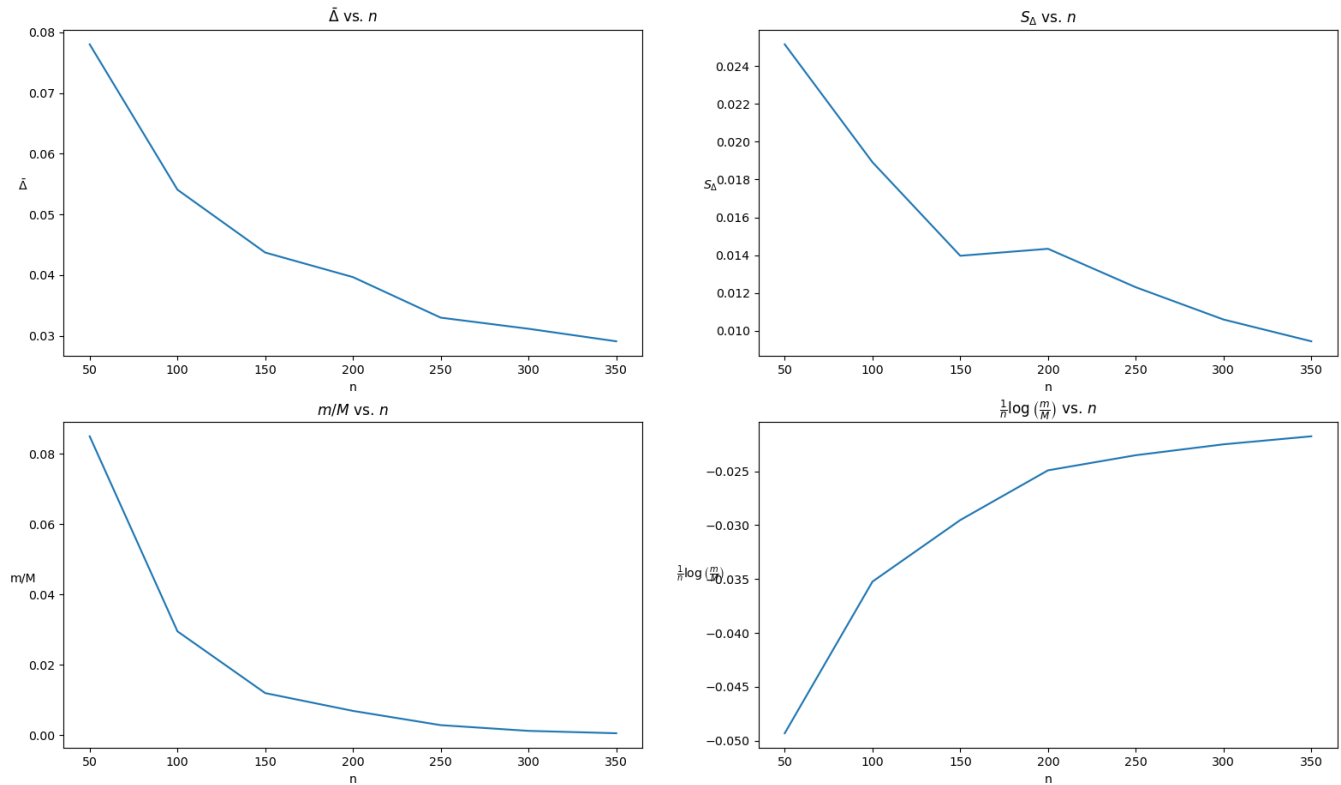 Δ̄ vs. n
0.08
0.07
0.06
Δ̄
0.05
0.04
0.03
50 100 150 200 250 300 350
n
S_Δ vs. n
0.024
0.022
0.020
0.018
S_Δ
0.016
0.014
0.012
0.010
50 100 150 200 250 300 350
n
m/M vs. n
0.08
0.06
m/M
0.04
0.02
0.00
50 100 150 200 250 300 350
n
1/n log (m/M) vs. n
−0.025
−0.030
1/n log (m/M)
−0.035
−0.040
−0.045
−0.050
50 100 150 200 250 300 350
n